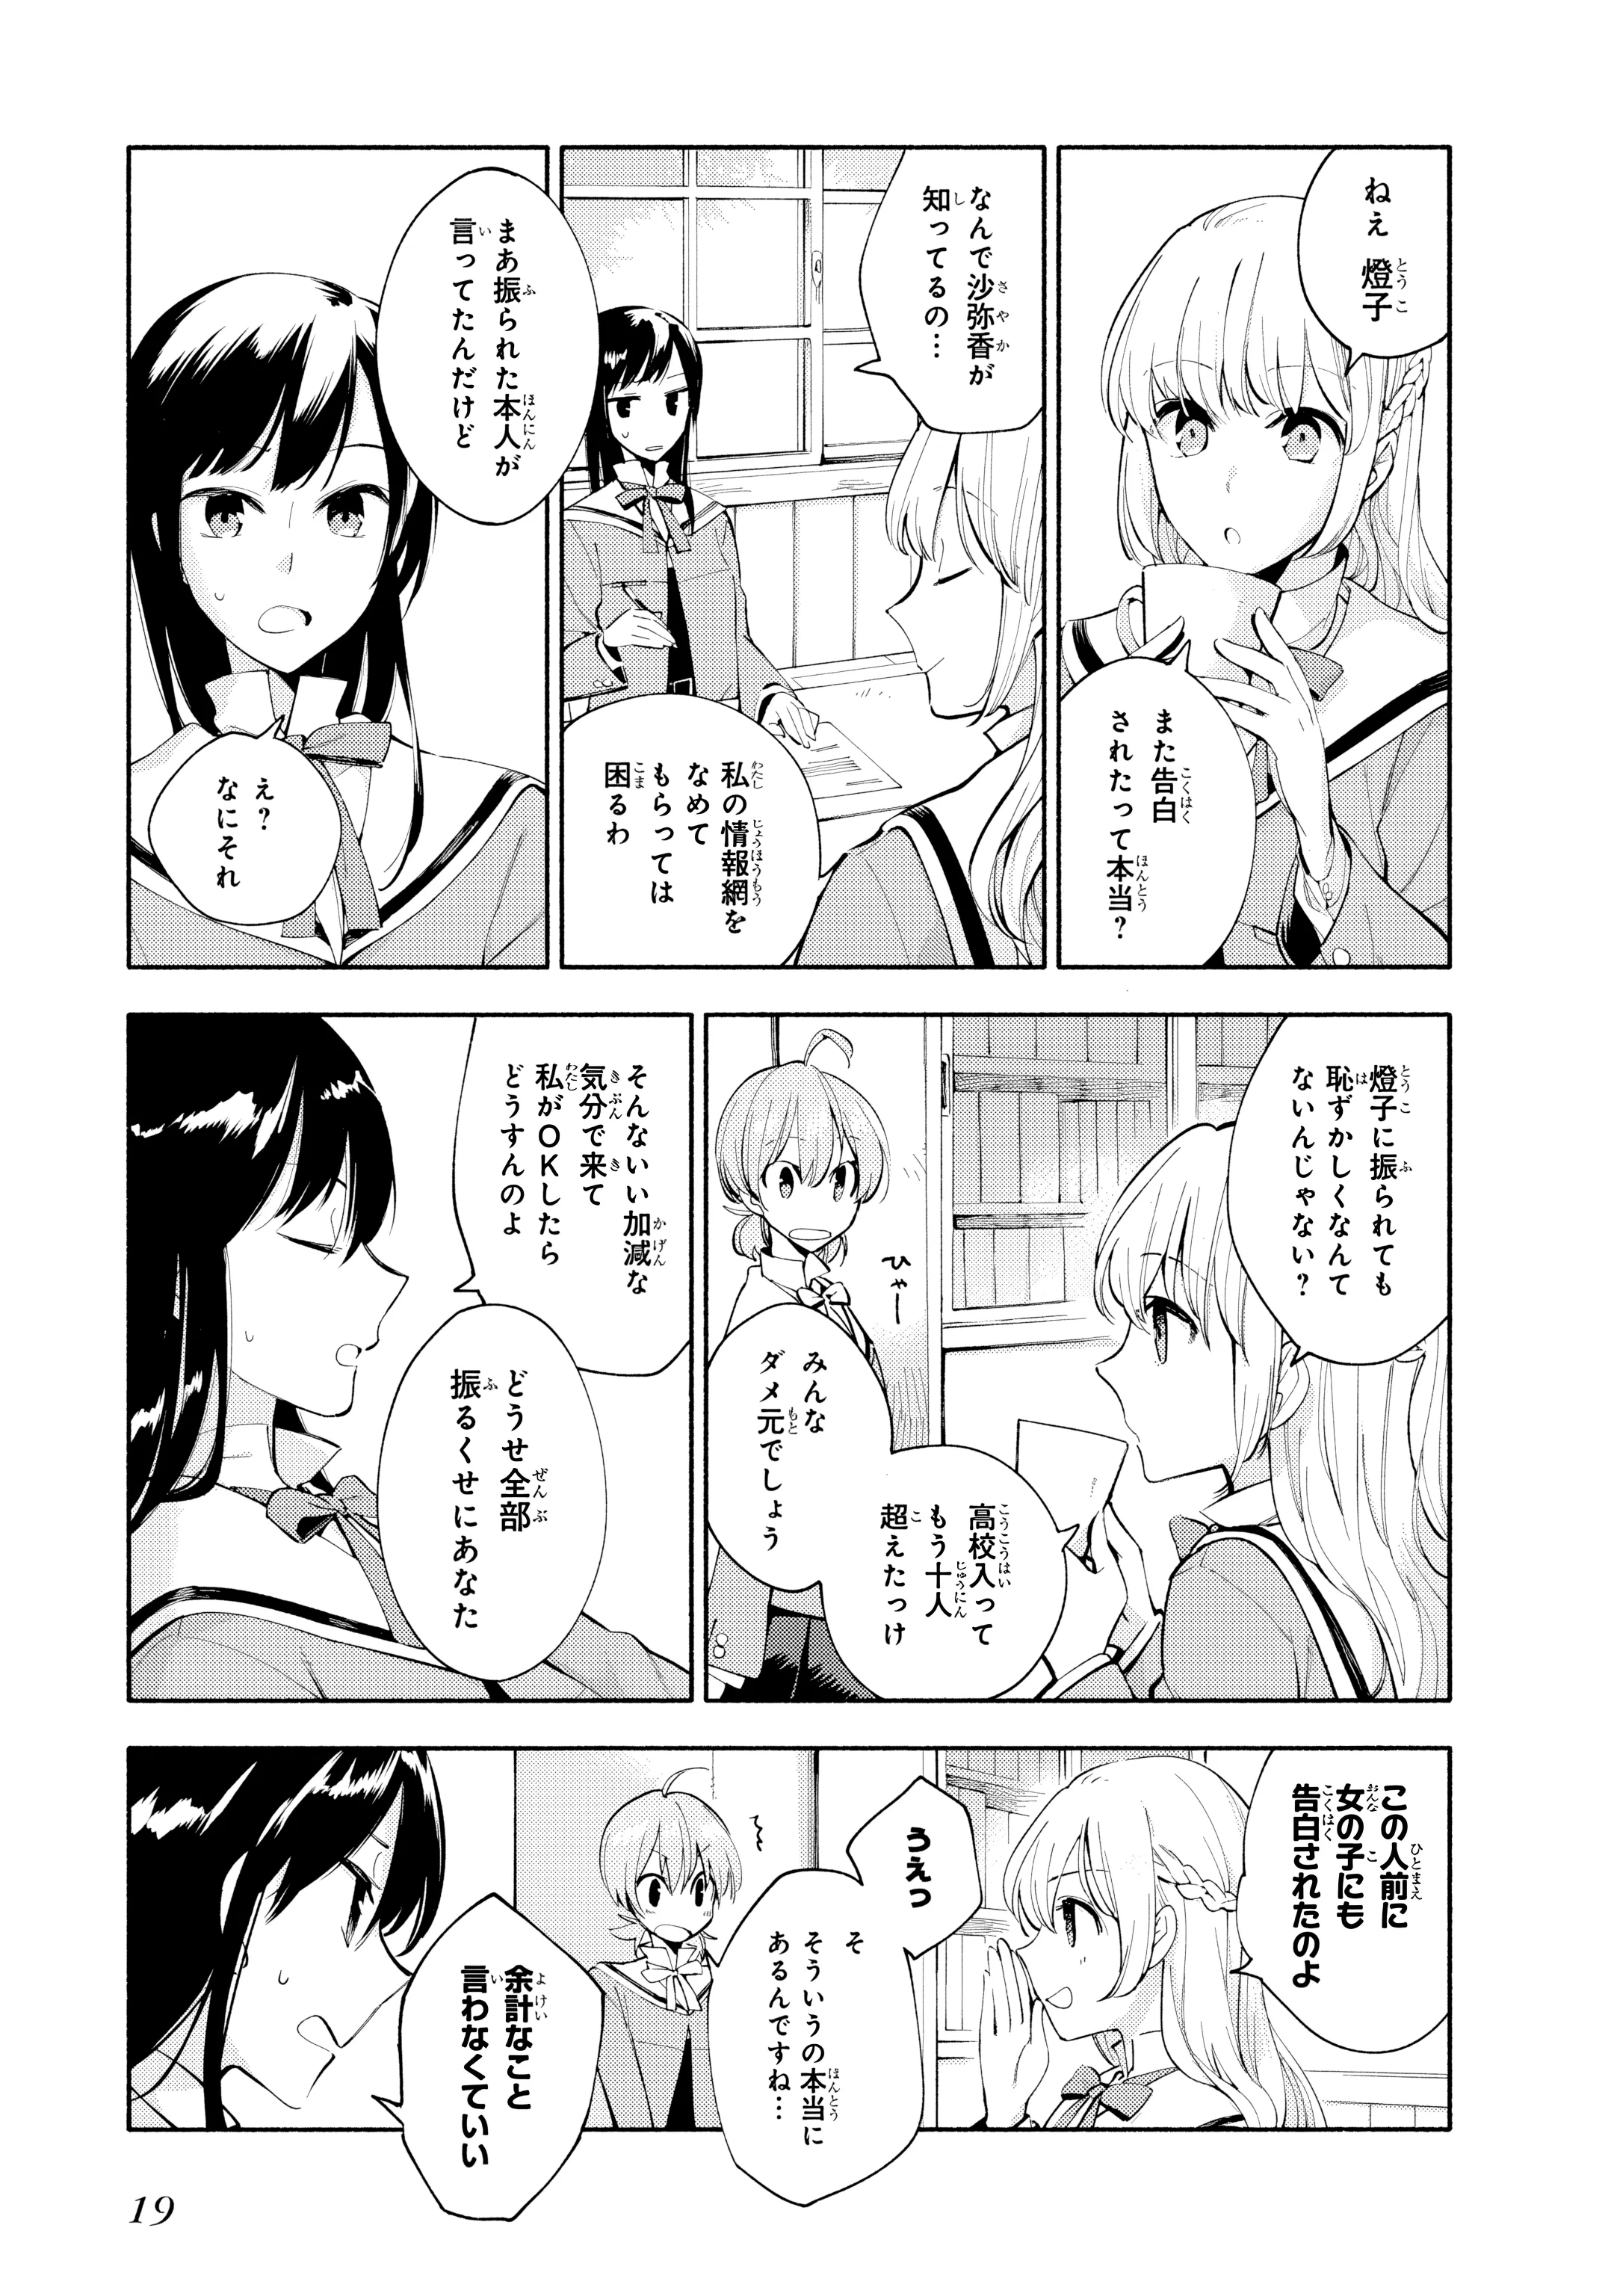 ねえ 燈子
また告白
されたって本当?
なんで沙弥香が
知ってるの…
私の情報網を
なめて
もらっては
困るわ
まあ振られた本人が
言ってたんだけど
え?
なにそれ
燈子に振られても
恥ずかしくなんて
ないんじゃない?
高校入って
もう十人
超えたっけ
ひゃー
みんな
ダメ元でしょう
そんないい加減な
気分で来て
私がOKしたら
どうすんのよ
どうせ全部
振るくせにあなた
この人前に
女の子にも
告白されたのよ
うえっ
そ
そういうの本当に
あるんですね…
余計なこと
言わなくていい
19